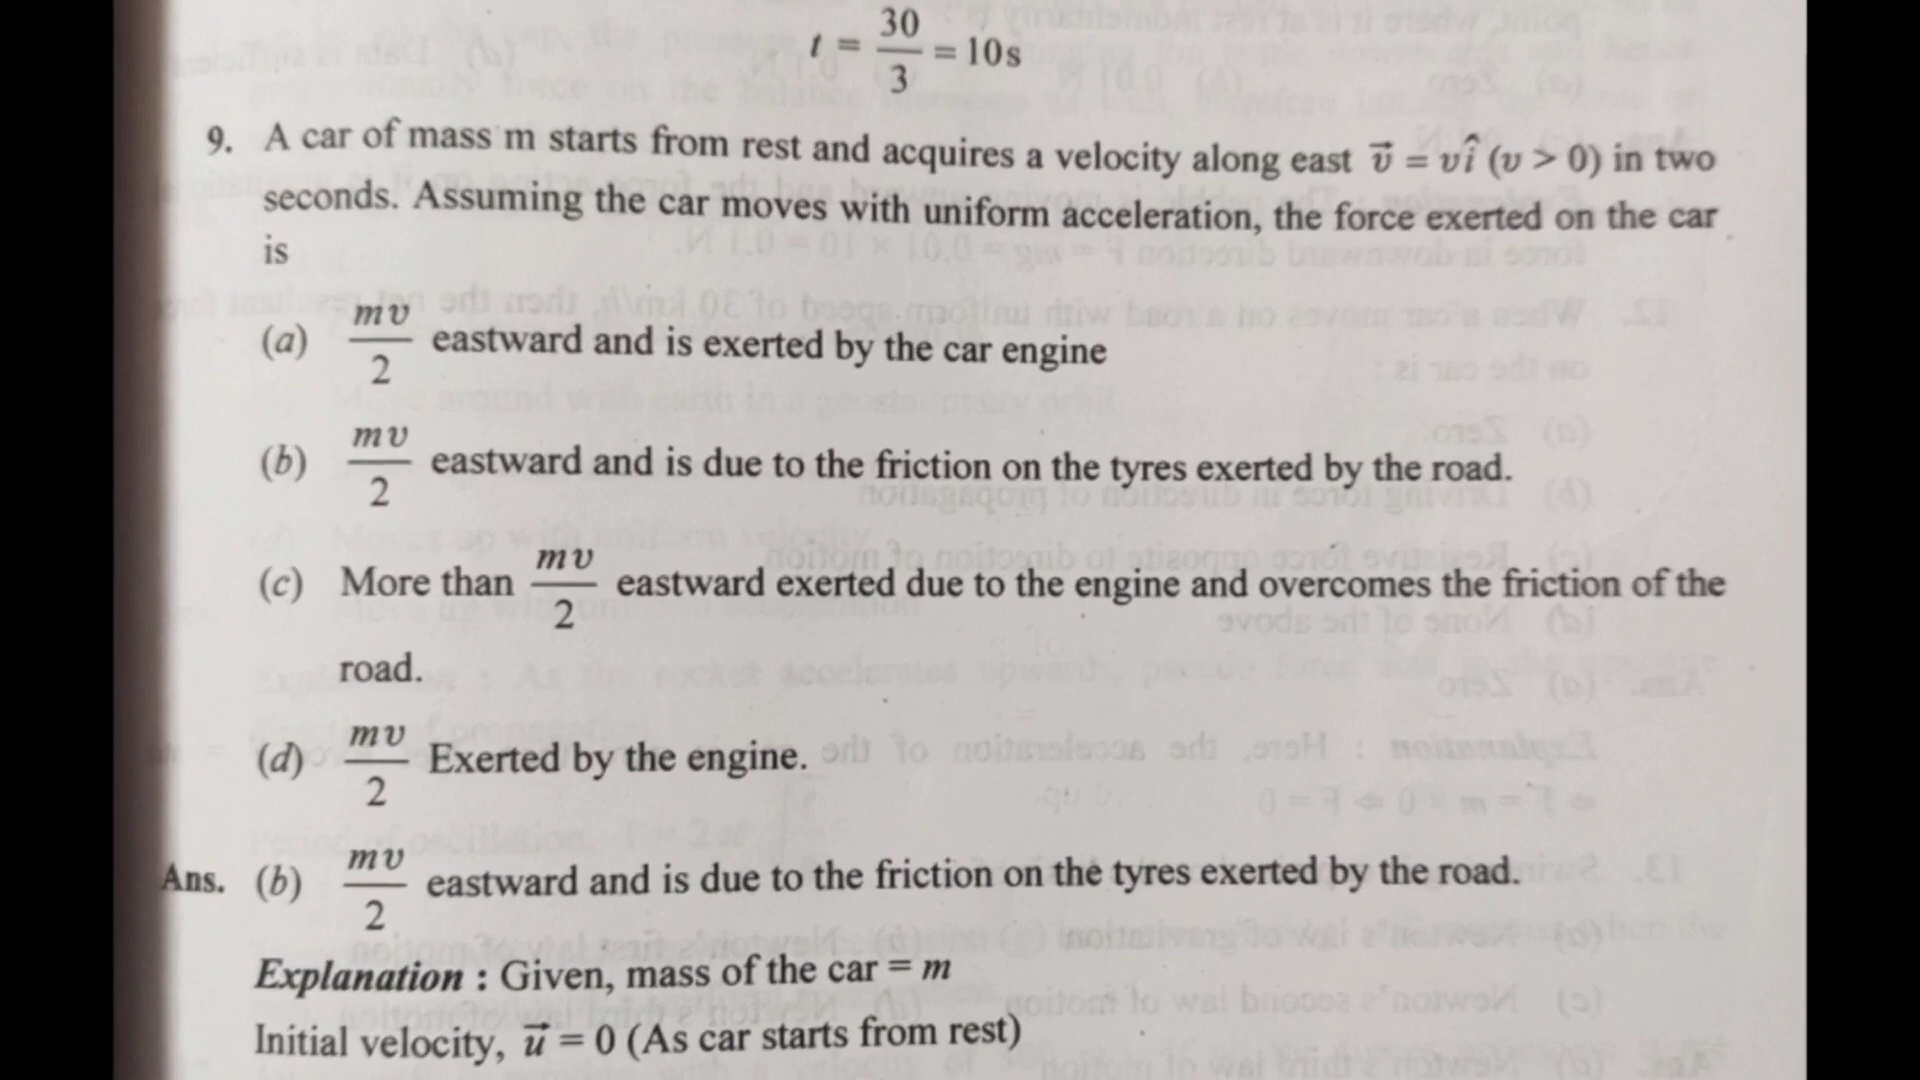 t = 30/3 = 10s
9. A car of mass m starts from rest and acquires a velocity along east v⃗ = vî (v > 0) in two
seconds. Assuming the car moves with uniform acceleration, the force exerted on the car
is
(a) mv/2 eastward and is exerted by the car engine
(b) mv/2 eastward and is due to the friction on the tyres exerted by the road.
(c) More than mv/2 eastward exerted due to the engine and overcomes the friction of the
road.
(d) mv/2 Exerted by the engine.
Ans. (b) mv/2 eastward and is due to the friction on the tyres exerted by the road.
Explanation : Given, mass of the car = m
Initial velocity, u⃗ = 0 (As car starts from rest)